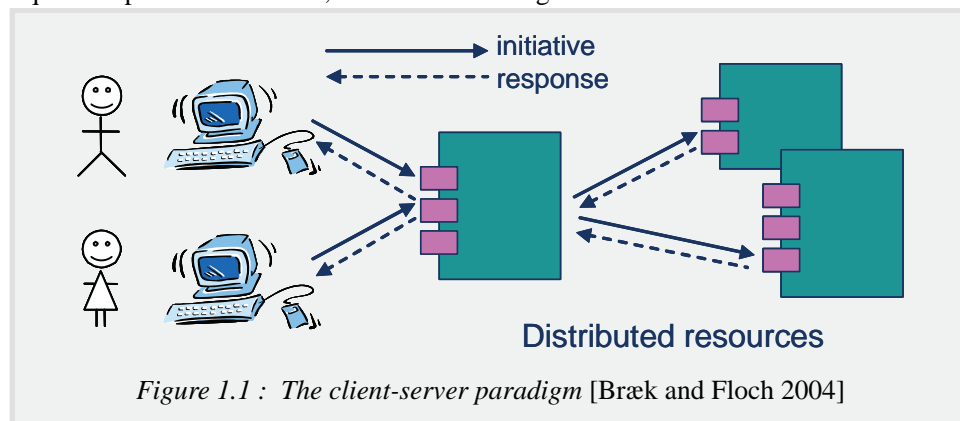 initiative
response
Distributed resources
Figure 1.1 : The client-server paradigm [Bræk and Floch 2004]